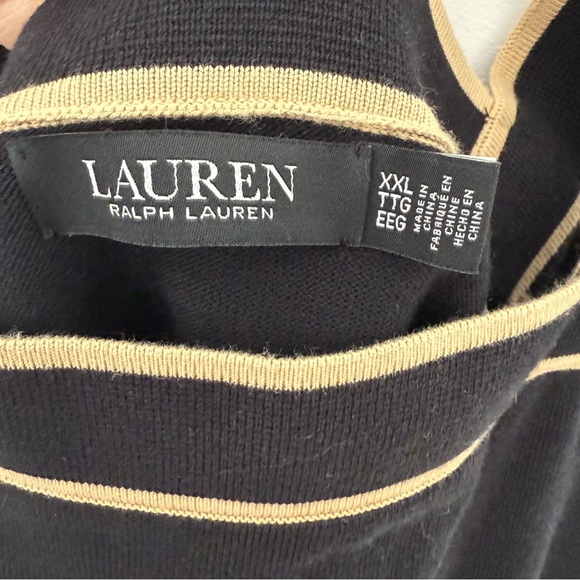 LAUREN
RALPH LAUREN
XXL
TTG
EEG
MADE IN
CHINA
FABRIQUÉ EN
CHINE
HECHO EN
CHINA